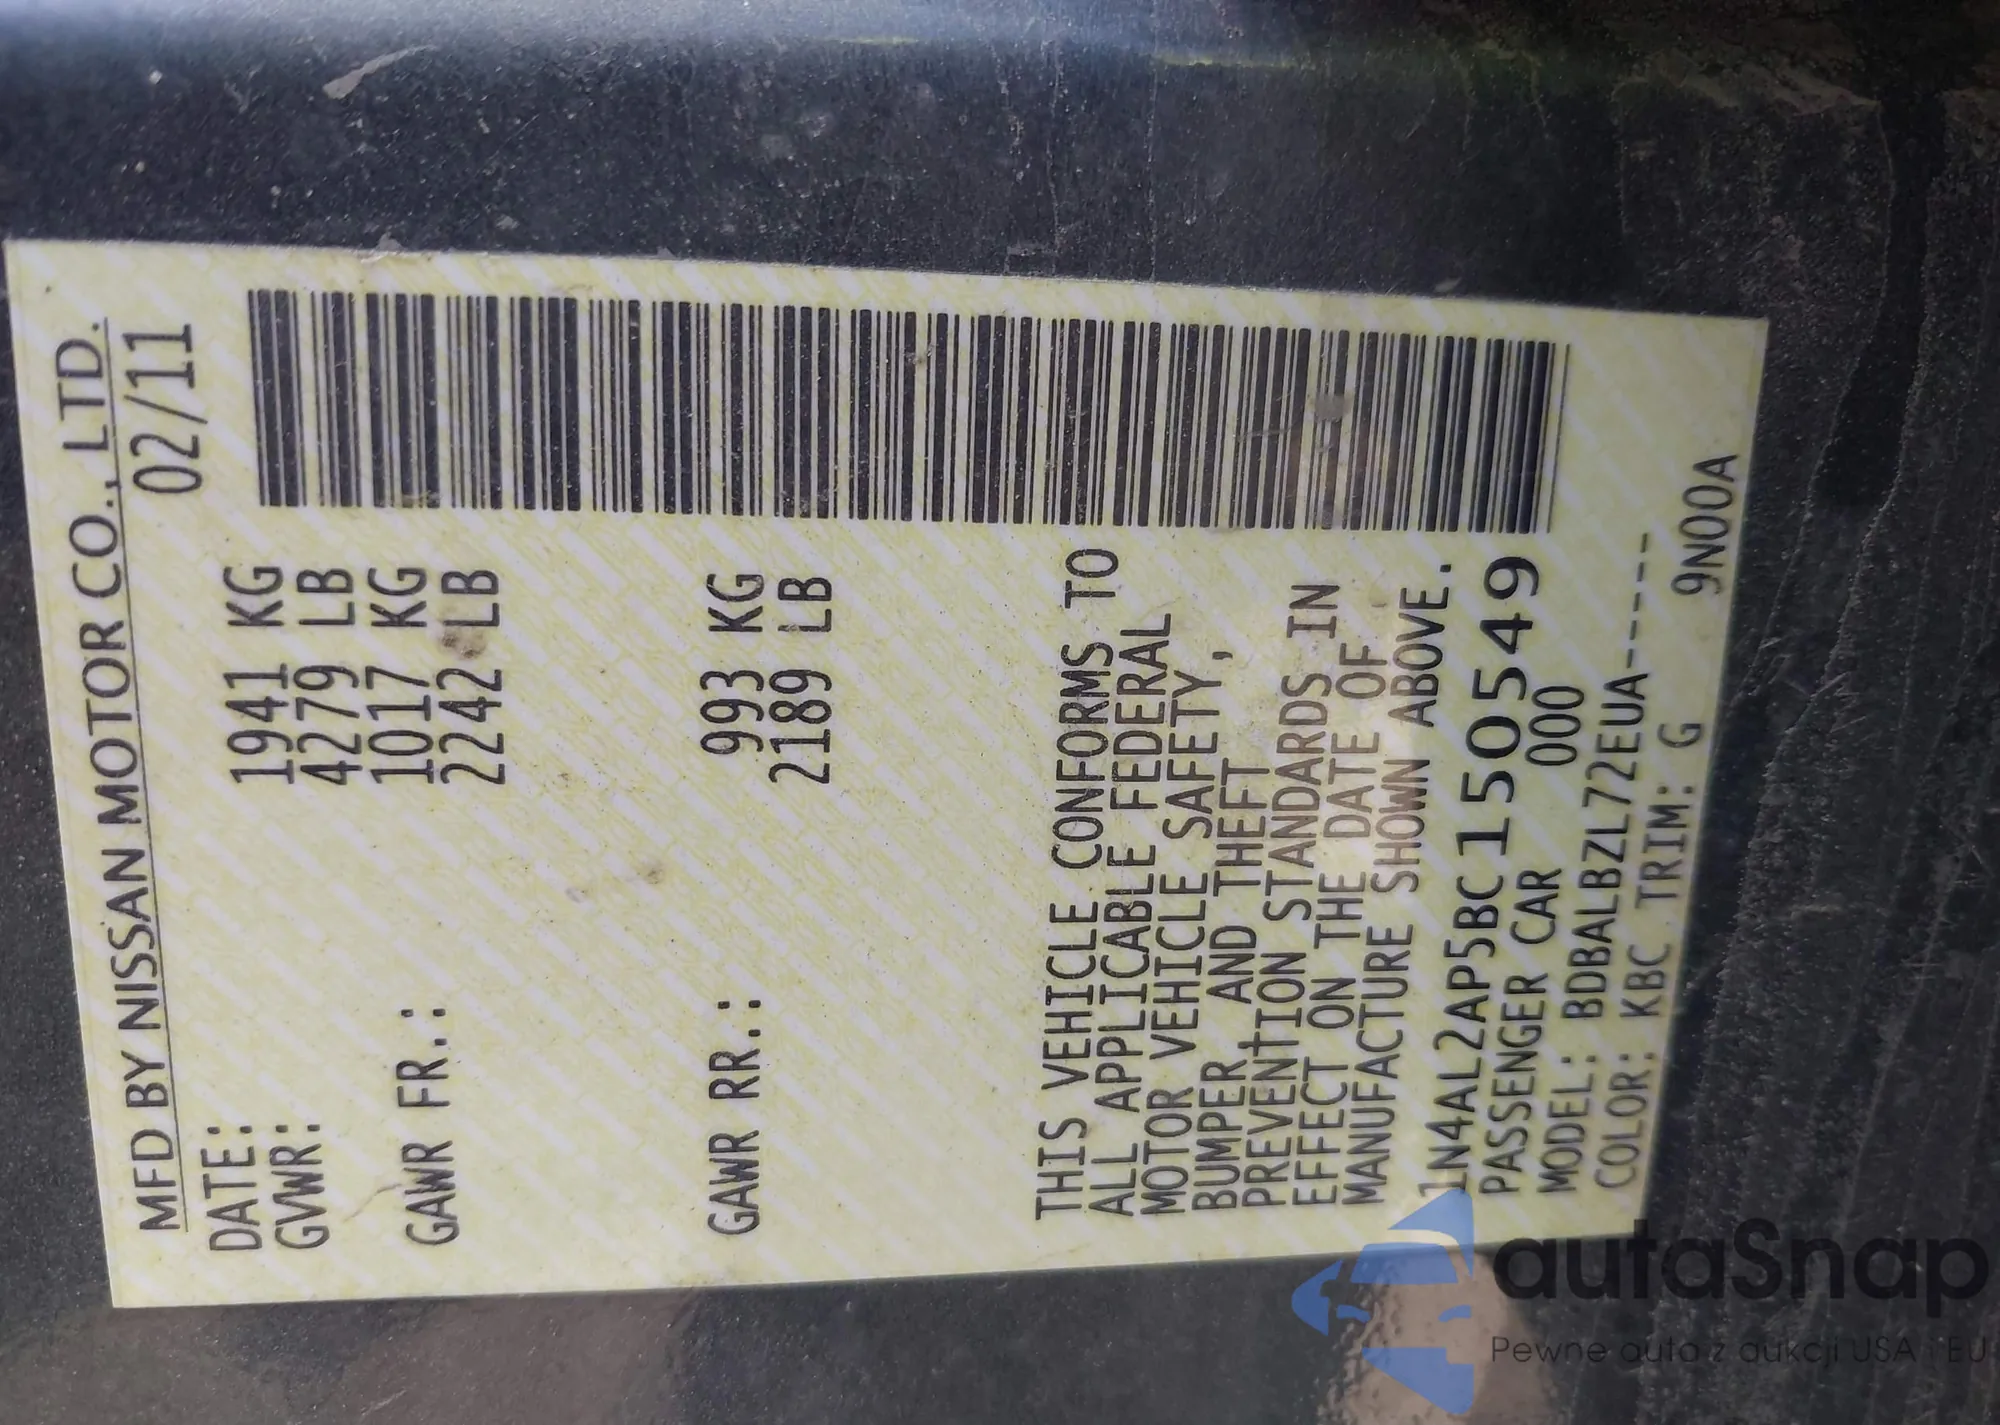 MFD BY NISSAN MOTOR CO., LTD.
DATE: 02/11
GVWR: 1941 KG
4279 LB
GAWR FR.: 1017 KG
2242 LB
GAWR RR.: 993 KG
2189 LB
THIS VEHICLE CONFORMS TO
ALL APPLICABLE FEDERAL
MOTOR VEHICLE SAFETY,
BUMPER, AND THEFT
PREVENTION STANDARDS IN
EFFECT ON THE DATE OF
MANUFACTURE SHOWN ABOVE.
1N4AL2AP5BC150549
PASSENGER CAR 000
MODEL: BDBALBZL72EUA-----
COLOR: KBC TRIM: G 9N00A
autaSnap
Pewne auto z aukcji USA i EU